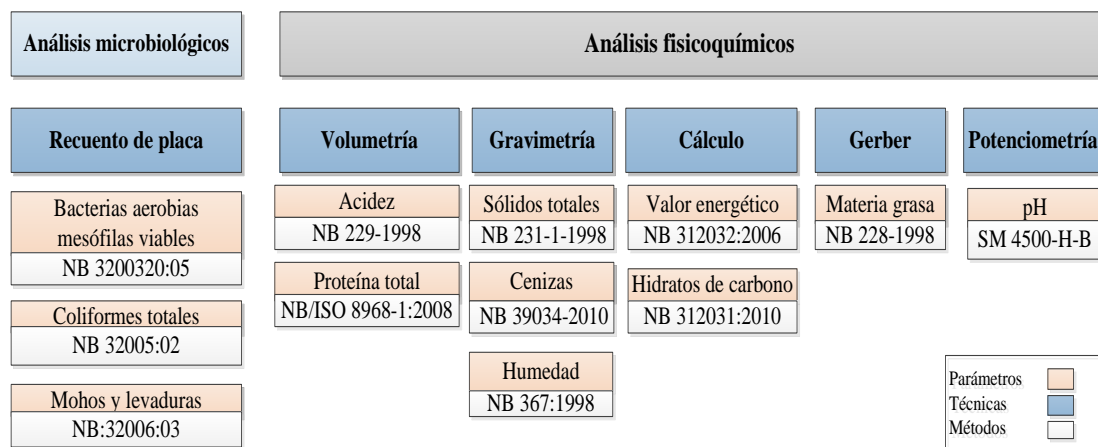 Análisis microbiológicos
Análisis fisicoquímicos
Recuento de placa
Volumetría
Gravimetría
Cálculo
Gerber
Potenciometría
Bacterias aerobias
mesófilas viables
NB 3200320:05
Coliformes totales
NB 32005:02
Mohos y levaduras
NB:32006:03
Acidez
NB 229-1998
Proteína total
NB/ISO 8968-1:2008
Sólidos totales
NB 231-1-1998
Cenizas
NB 39034-2010
Humedad
NB 367:1998
Valor energético
NB 312032:2006
Hidratos de carbono
NB 312031:2010
Materia grasa
NB 228-1998
pH
SM 4500-H-B
Parámetros
Técnicas
Métodos